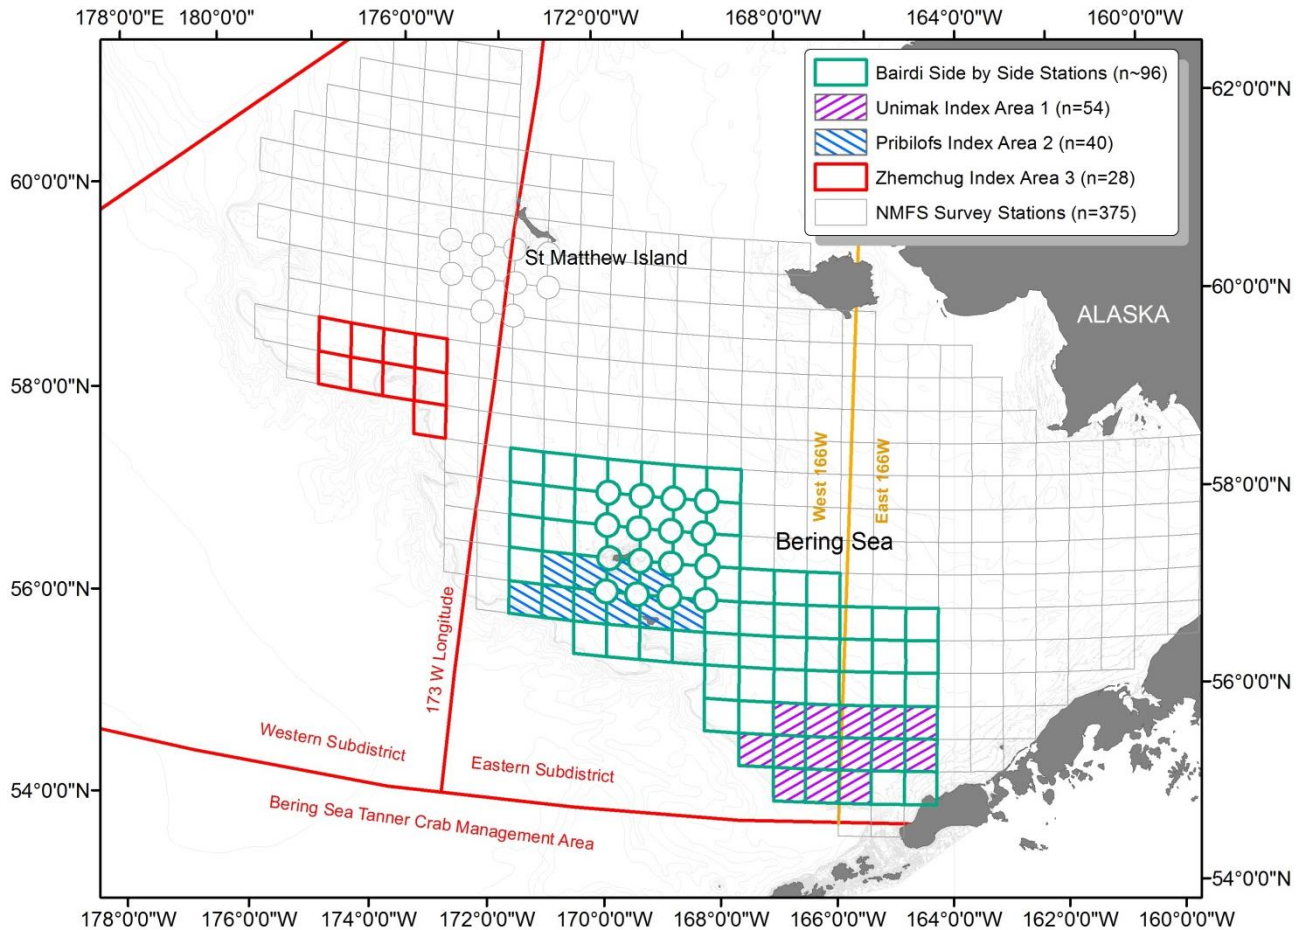 178°0'0"E 180°0'0" 176°0'0"W 172°0'0"W 168°0'0"W 164°0'0"W 160°0'0"W
Bairdi Side by Side Stations (n~96)
Unimak Index Area 1 (n=54)
Pribilofs Index Area 2 (n=40)
Zhemchug Index Area 3 (n=28)
NMFS Survey Stations (n=375)
62°0'0"N
60°0'0"N
60°0'0"N
St Matthew Island
ALASKA
58°0'0"N
58°0'0"N
West 166W
East 166W
Bering Sea
56°0'0"N
56°0'0"N
173 W Longitude
Western Subdistrict
Eastern Subdistrict
54°0'0"N
Bering Sea Tanner Crab Management Area
54°0'0"N
178°0'0"W 176°0'0"W 174°0'0"W 172°0'0"W 170°0'0"W 168°0'0"W 166°0'0"W 164°0'0"W 162°0'0"W 160°0'0"W